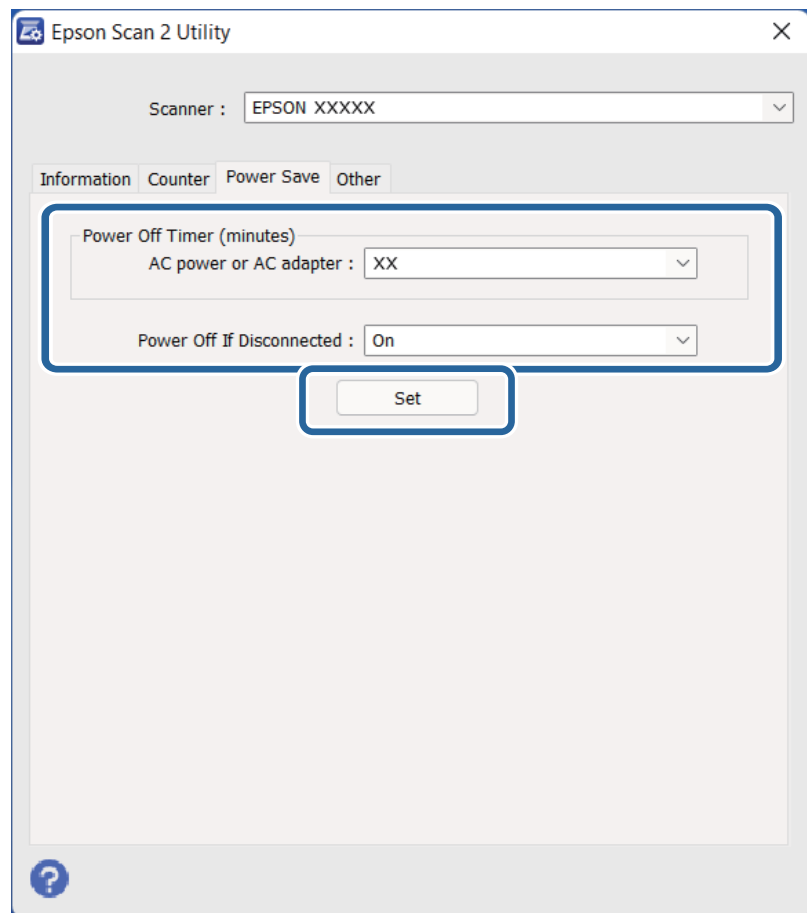 Epson Scan 2 Utility
Scanner : EPSON XXXXX
Information Counter Power Save Other
Power Off Timer (minutes)
AC power or AC adapter : XX
Power Off If Disconnected : On
Set
?